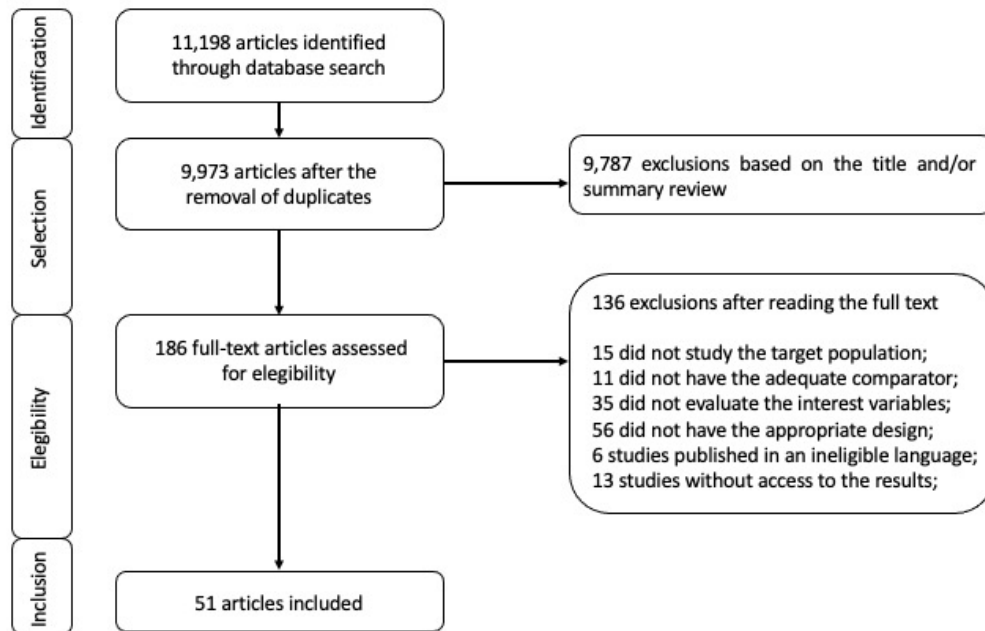 Identification
11,198 articles identified
through database search
Selection
9,973 articles after the
removal of duplicates
9,787 exclusions based on the title and/or
summary review
Elegibility
186 full-text articles assessed
for elegibility
136 exclusions after reading the full text
15 did not study the target population;
11 did not have the adequate comparator;
35 did not evaluate the interest variables;
56 did not have the appropriate design;
6 studies published in an ineligible language;
13 studies without access to the results;
Inclusion
51 articles included